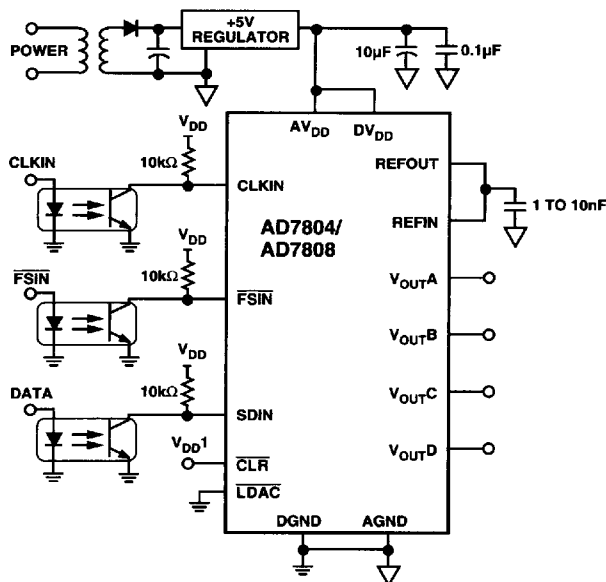 POWER
+5V
REGULATOR
10µF
0.1µF
VDD
10kΩ
AVDD
DVDD
CLKIN
CLKIN
REFOUT
AD7804/
AD7808
REFIN
1 TO 10nF
VDD
10kΩ
FSIN
FSIN
VOUTA
VOUTB
VDD
10kΩ
DATA
SDIN
VOUTC
VDD1
CLR
VOUTD
LDAC
DGND
AGND